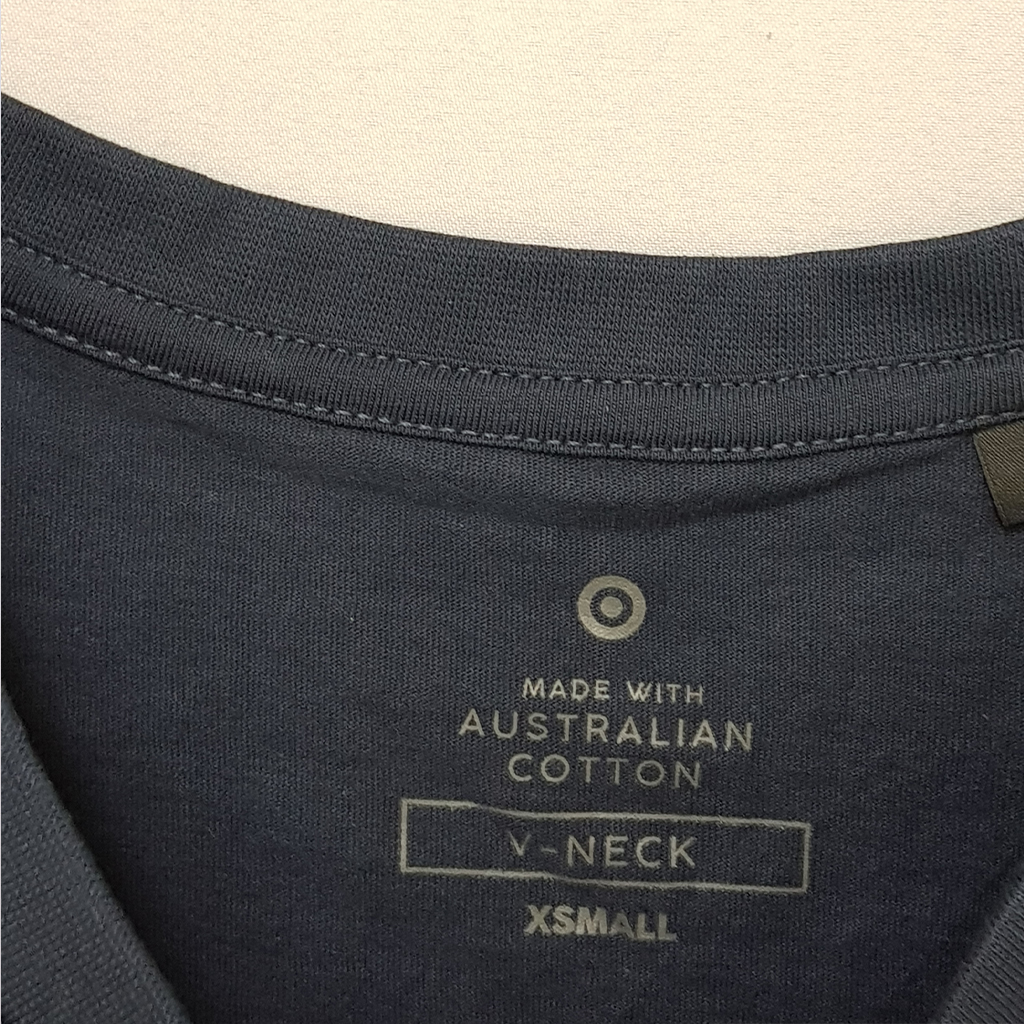 MADE WITH
AUSTRALIAN
COTTON
V-NECK
XSMALL